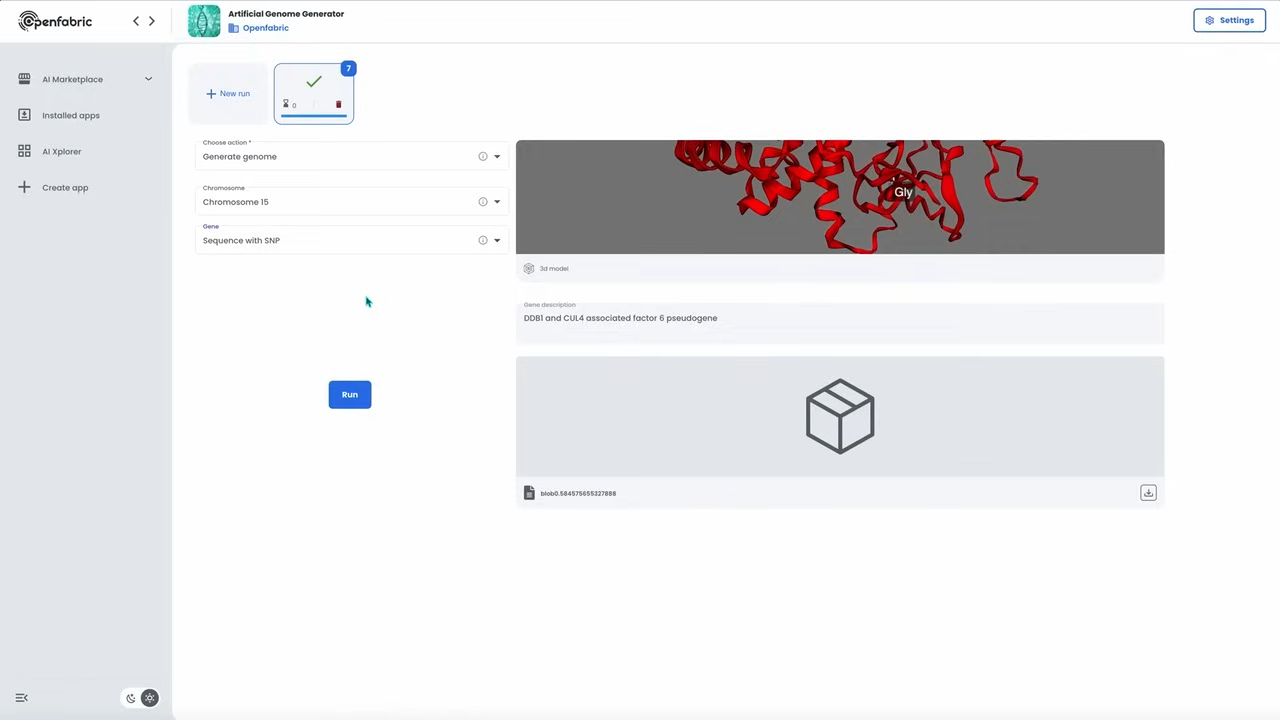 Openfabric
Artificial Genome Generator
Openfabric
Settings
AI Marketplace
Installed apps
Ai Xplorer
Create app
New run
7
0
Choose action *
Generate genome
Chromosome
Chromosome 15
Gene
Sequence with SNP
Run
Gly
3d model
Gene description
DDB1 and CUL4 associated factor 6 pseudogene
blob0.584575655327888